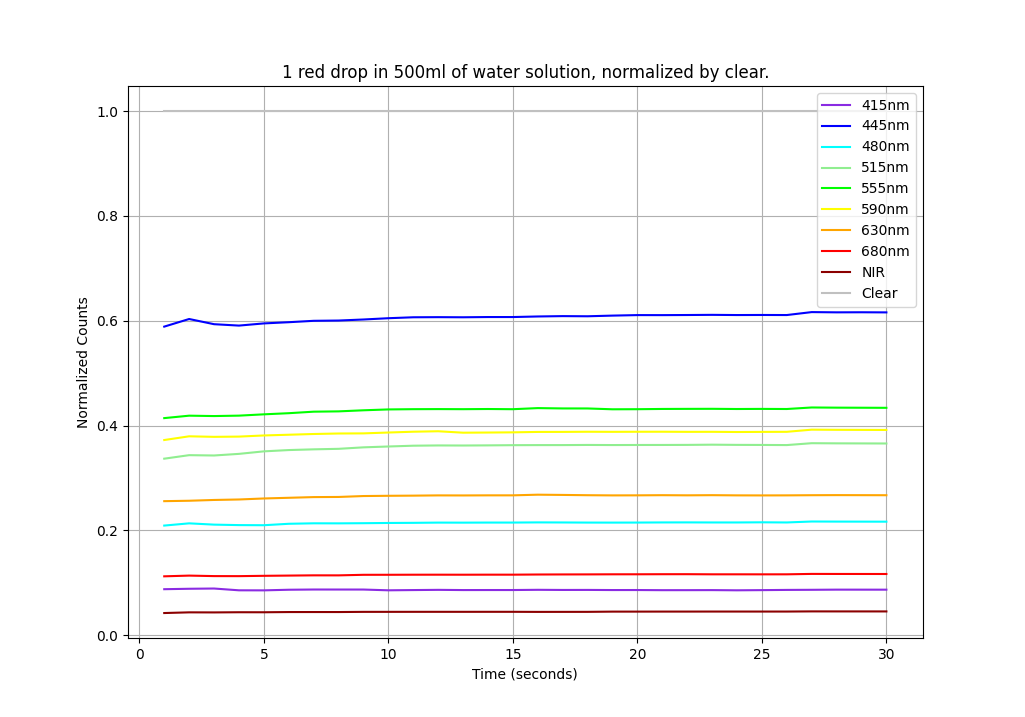 1 red drop in 500ml of water solution, normalized by clear.
Normalized Counts
1.0
0.8
0.6
0.4
0.2
0.0
415nm
445nm
480nm
515nm
555nm
590nm
630nm
680nm
NIR
Clear
0 5 10 15 20 25 30
Time (seconds)